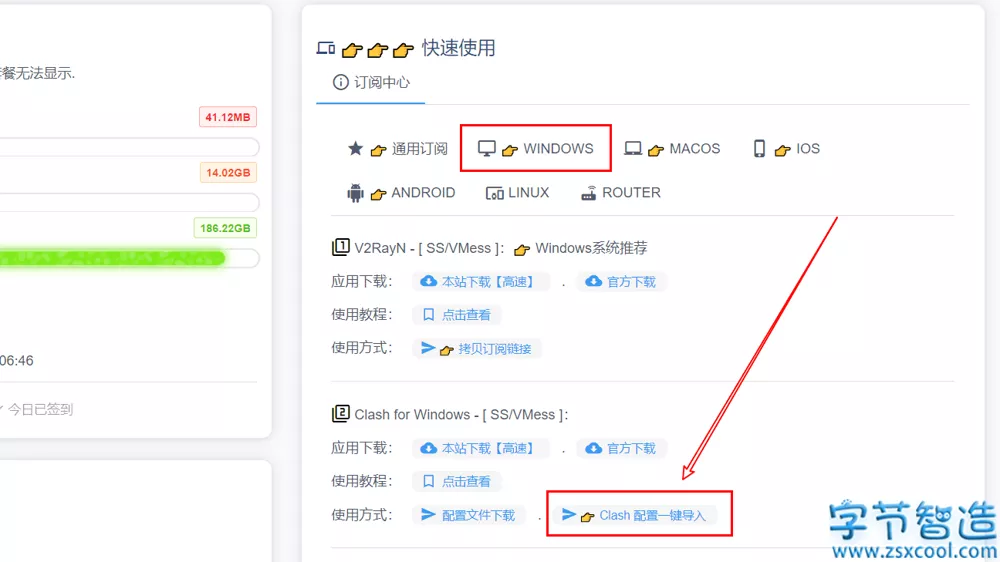 👉👉👉 快速使用
订阅中心
套餐无法显示.
41.12MB
14.02GB
186.22GB
06:46
今日已签到
👉 通用订阅 👉 WINDOWS 👉 MACOS 👉 IOS
👉 ANDROID LINUX ROUTER
1 V2RayN - [ SS/VMess ]: 👉 Windows系统推荐
应用下载: 本站下载【高速】 . 官方下载
使用教程: 点击查看
使用方式: 👉 拷贝订阅链接
2 Clash for Windows - [ SS/VMess ]:
应用下载: 本站下载【高速】 . 官方下载
使用教程: 点击查看
使用方式: 配置文件下载 . 👉 Clash 配置一键导入
字节智造
www.zsxcool.com